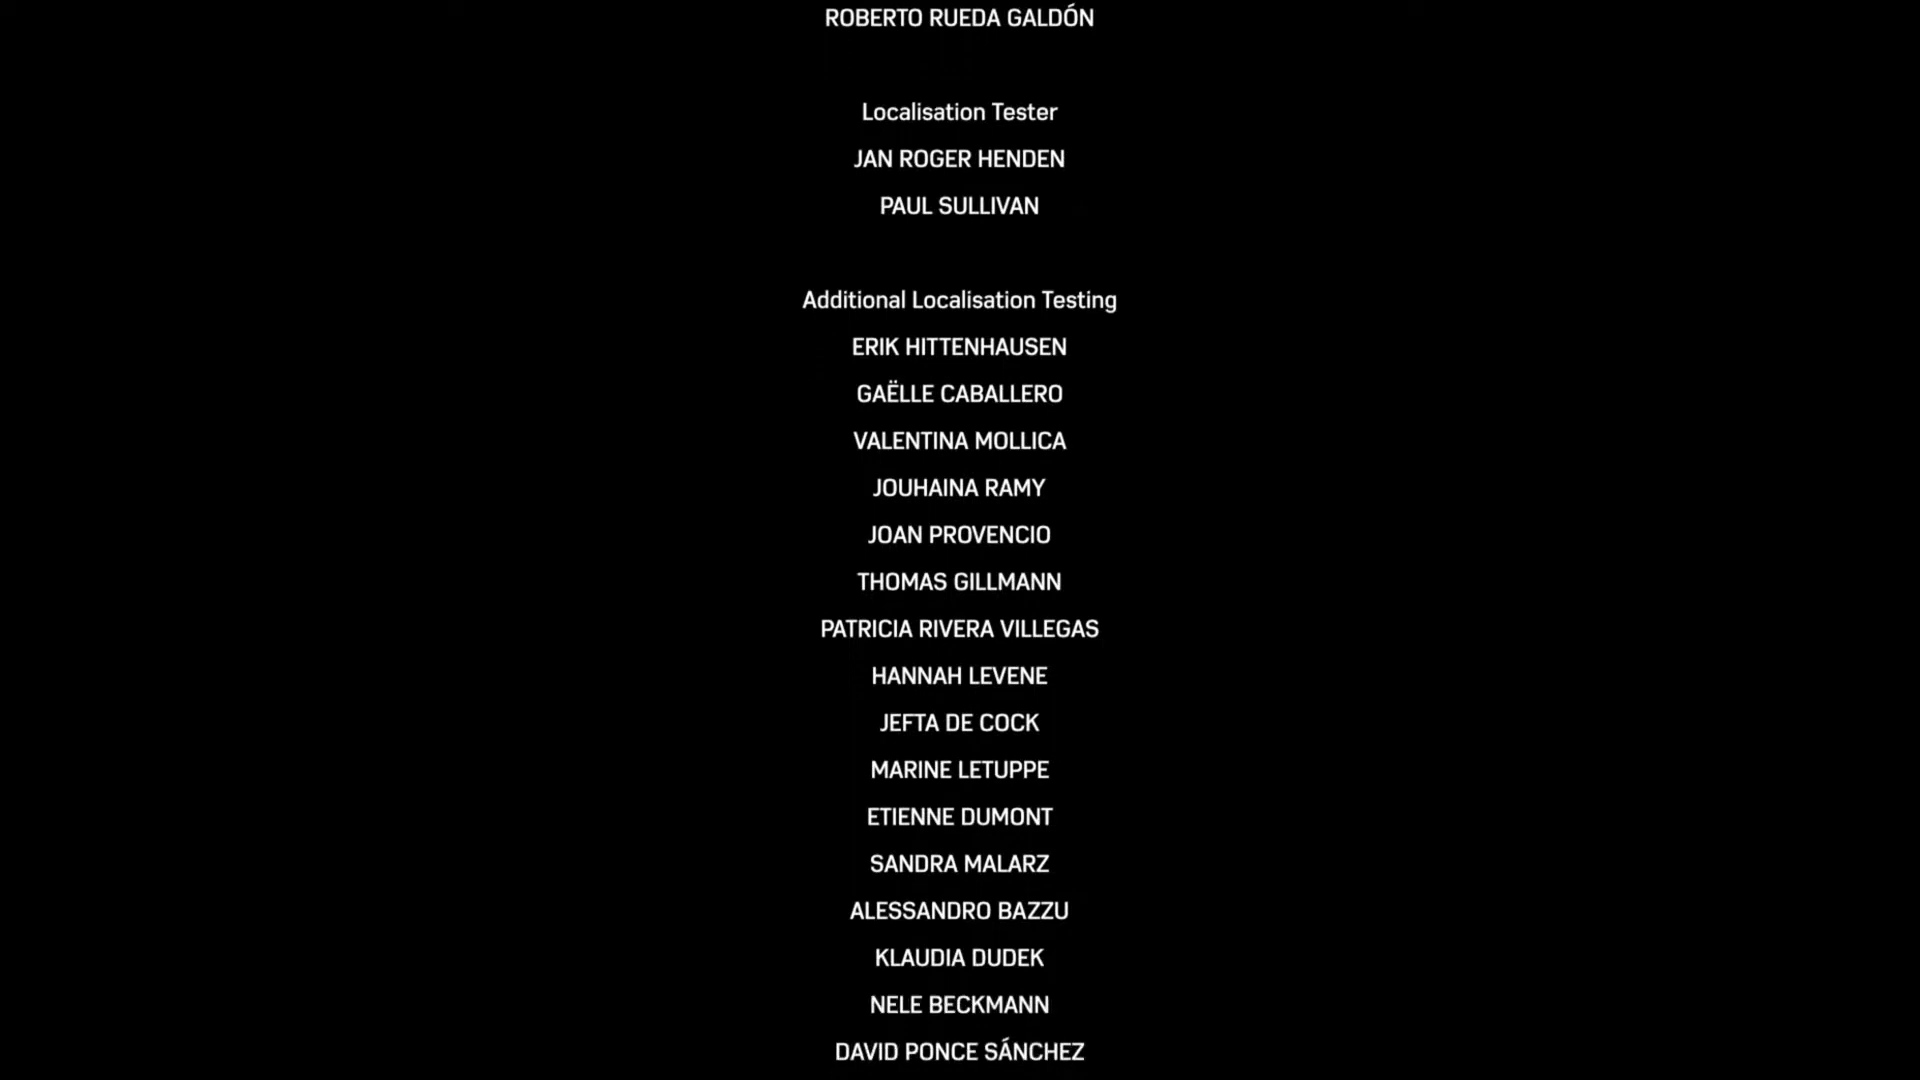 ROBERTO RUEDA GALDÓN
Localisation Tester
JAN ROGER HENDEN
PAUL SULLIVAN
Additional Localisation Testing
ERIK HITTENHAUSEN
GAËLLE CABALLERO
VALENTINA MOLLICA
JOUHAINA RAMY
JOAN PROVENCIO
THOMAS GILLMANN
PATRICIA RIVERA VILLEGAS
HANNAH LEVENE
JEFTA DE COCK
MARINE LETUPPE
ETIENNE DUMONT
SANDRA MALARZ
ALESSANDRO BAZZU
KLAUDIA DUDEK
NELE BECKMANN
DAVID PONCE SÁNCHEZ